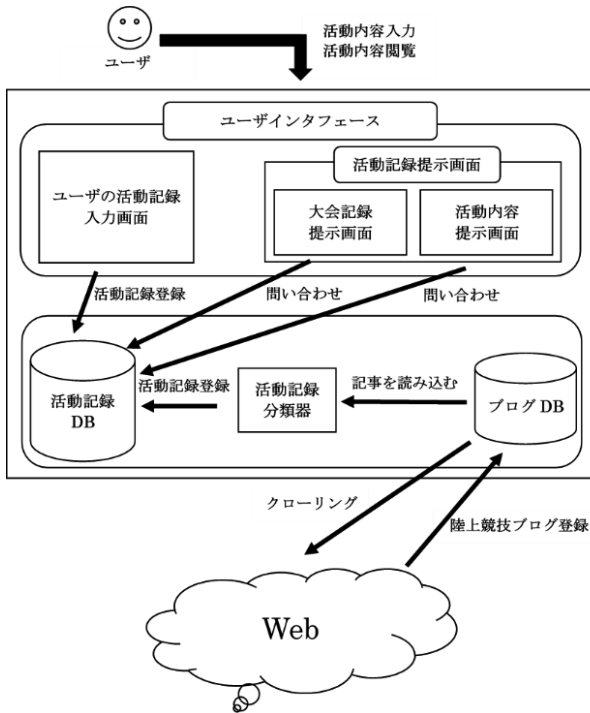 活動内容入力
活動内容閲覧
ユーザ
ユーザインタフェース
活動記録提示画面
ユーザの活動記録
入力画面
大会記録
提示画面
活動内容
提示画面
活動記録登録
問い合わせ
問い合わせ
活動記録
DB
活動記録登録
活動記録
分類器
記事を読み込む
ブログ DB
クローリング
陸上競技ブログ登録
Web